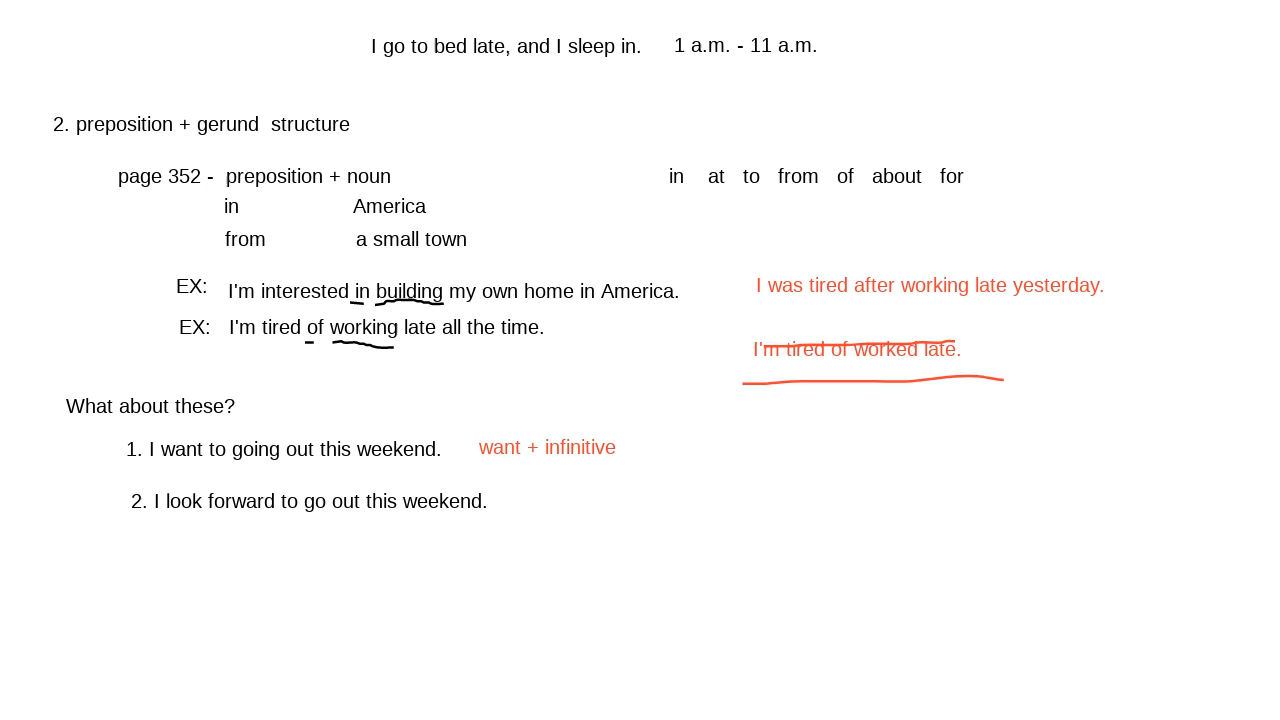 I go to bed late, and I sleep in. 1 a.m. - 11 a.m.
2. preposition + gerund structure
page 352 - preposition + noun in at to from of about for
in America
from a small town
EX: I'm interested in building my own home in America. I was tired after working late yesterday.
EX: I'm tired of working late all the time.
I'm tired of worked late.
What about these?
1. I want to going out this weekend. want + infinitive
2. I look forward to go out this weekend.